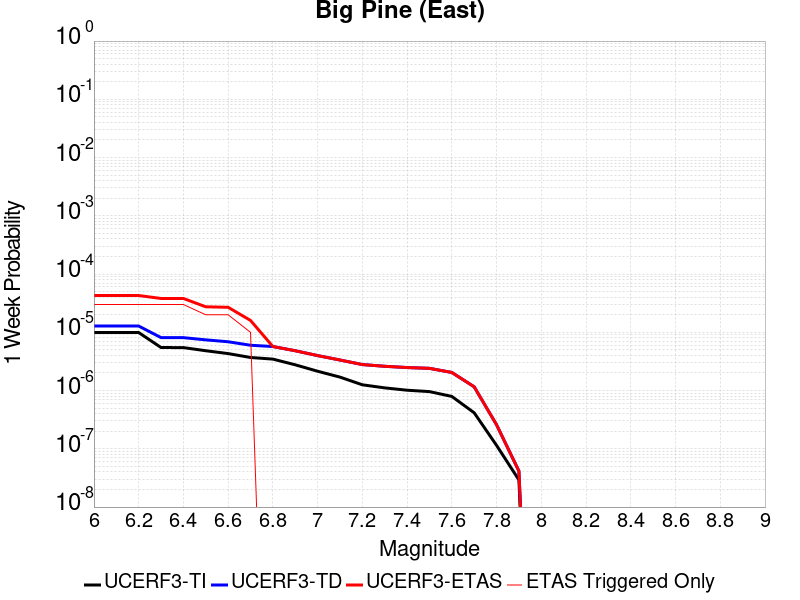 Big Pine (East)
1 Week Probability
10^0
10^-1
10^-2
10^-3
10^-4
10^-5
10^-6
10^-7
10^-8
6 6.2 6.4 6.6 6.8 7 7.2 7.4 7.6 7.8 8 8.2 8.4 8.6 8.8 9
Magnitude
UCERF3-TI UCERF3-TD UCERF3-ETAS ETAS Triggered Only